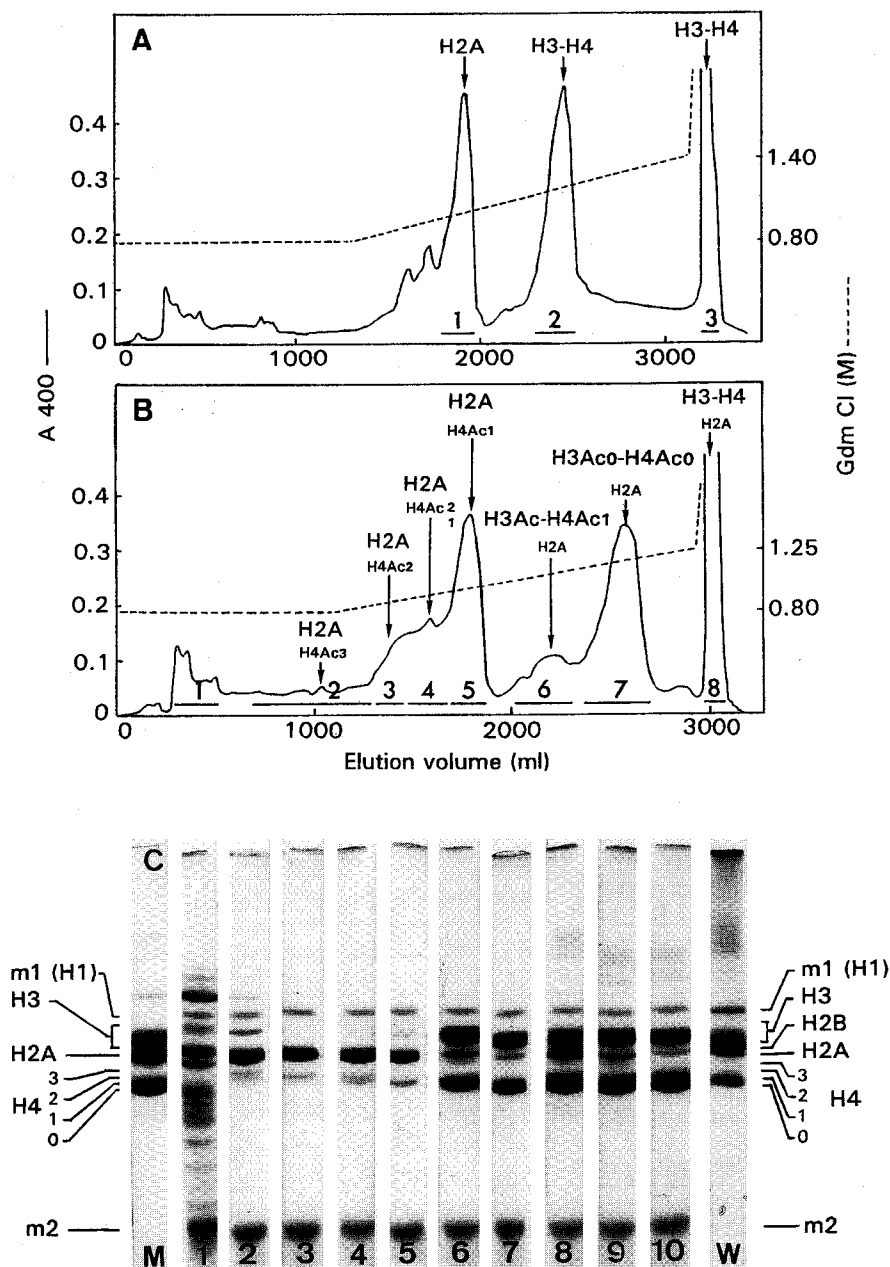 A
H2A
H3-H4
H3-H4
0.4
0.3
0.2
0.1
0
1.40
0.80
1
2
3
0
1000
2000
3000
A 400
Gdm Cl (M)
B
H2A
H4Ac1
H2A
H4Ac 2
1
H2A
H4Ac2
H2A
H4Ac3
H3Ac-H4Ac1
H2A
H3Ac0-H4Ac0
H2A
H3-H4
H2A
0.4
0.3
0.2
0.1
0
1.25
0.80
1
2
3
4
5
6
7
8
0
1000
2000
3000
Elution volume (ml)
C
m1 (H1)
H3
H2A
H4
3
2
1
0
m2
m1 (H1)
H3
H2B
H2A
3
2
1
0
H4
m2
M 1 2 3 4 5 6 7 8 9 10 W